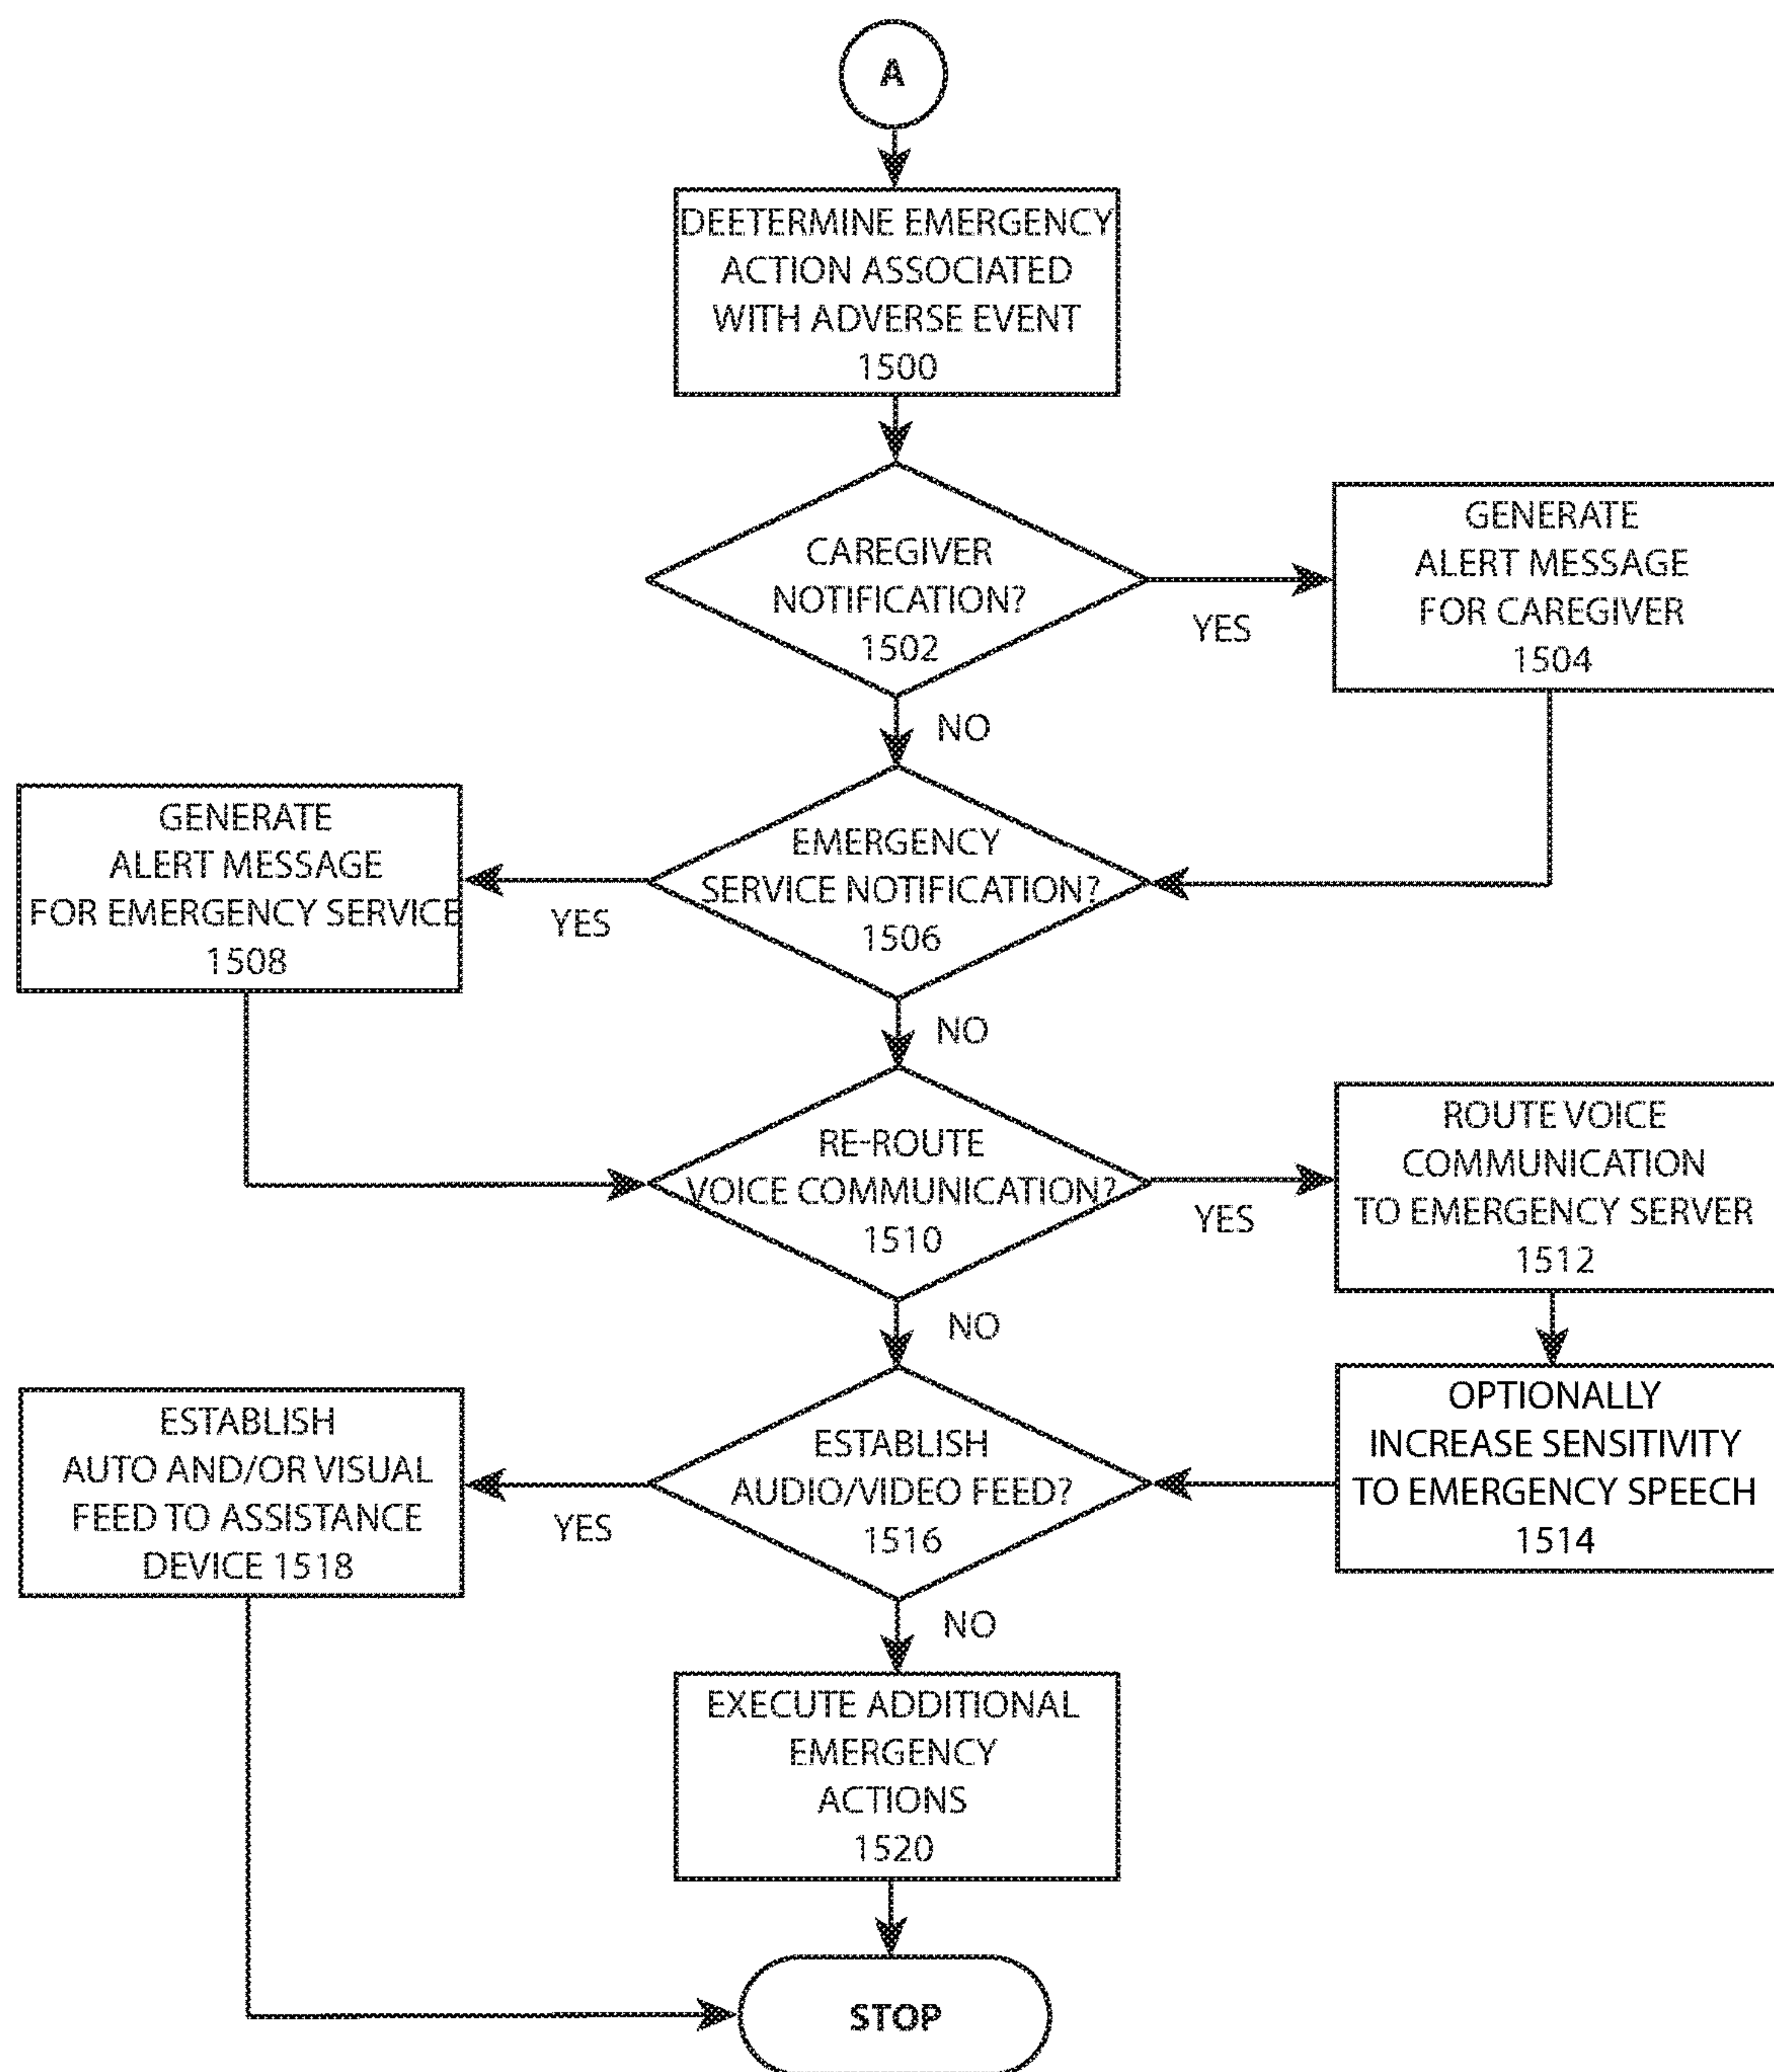 A
DEETERMINE EMERGENCY
ACTION ASSOCIATED
WITH ADVERSE EVENT
1500
CAREGIVER
NOTIFICATION?
1502
YES
GENERATE
ALERT MESSAGE
FOR CAREGIVER
1504
NO
EMERGENCY
SERVICE NOTIFICATION?
1506
YES
GENERATE
ALERT MESSAGE
FOR EMERGENCY SERVICE
1508
NO
RE-ROUTE
VOICE COMMUNICATION?
1510
YES
ROUTE VOICE
COMMUNICATION
TO EMERGENCY SERVER
1512
NO
OPTIONALLY
INCREASE SENSITIVITY
TO EMERGENCY SPEECH
1514
ESTABLISH
AUDIO/VIDEO FEED?
1516
YES
ESTABLISH
AUTO AND/OR VISUAL
FEED TO ASSISTANCE
DEVICE 1518
NO
EXECUTE ADDITIONAL
EMERGENCY
ACTIONS
1520
STOP